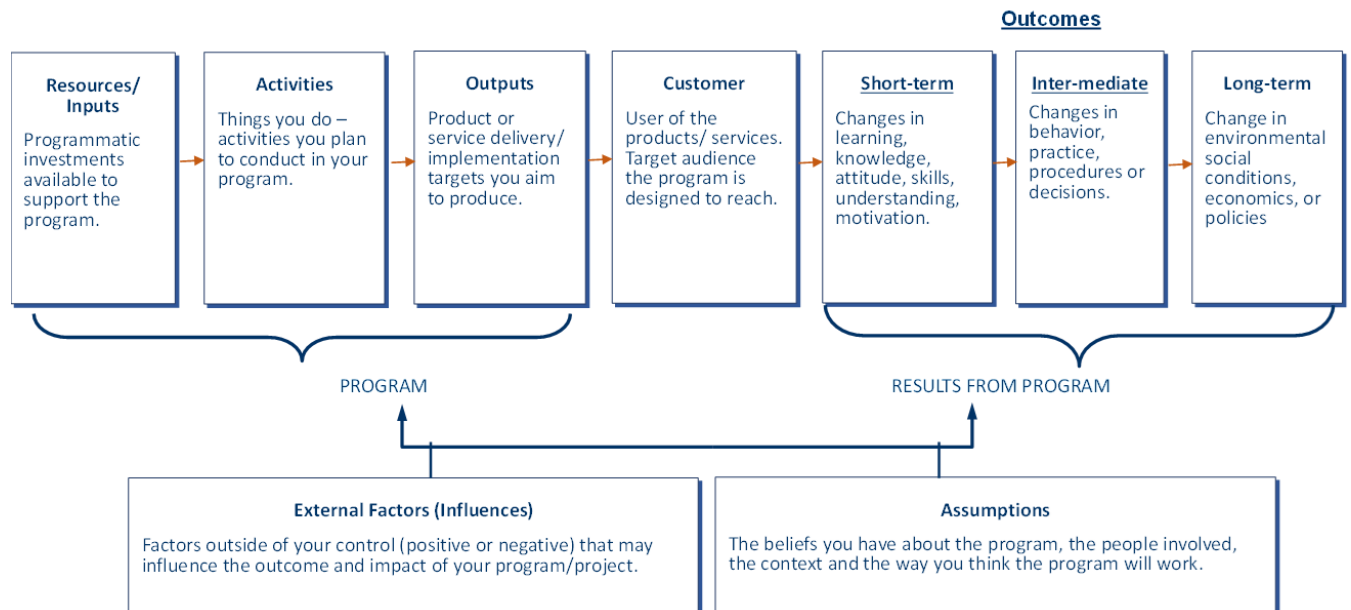 Outcomes
Resources/
Inputs
Programmatic
investments
available to
support the
program.
Activities
Things you do –
activities you plan
to conduct in your
program.
Outputs
Product or
service delivery/
implementation
targets you aim
to produce.
Customer
User of the
products/ services.
Target audience
the program is
designed to reach.
Short-term
Changes in
learning,
knowledge,
attitude, skills,
understanding,
motivation.
Inter-mediate
Changes in
behavior,
practice,
procedures or
decisions.
Long-term
Change in
environmental
social
conditions,
economics, or
policies
PROGRAM
RESULTS FROM PROGRAM
External Factors (Influences)
Factors outside of your control (positive or negative) that may
influence the outcome and impact of your program/project.
Assumptions
The beliefs you have about the program, the people involved,
the context and the way you think the program will work.